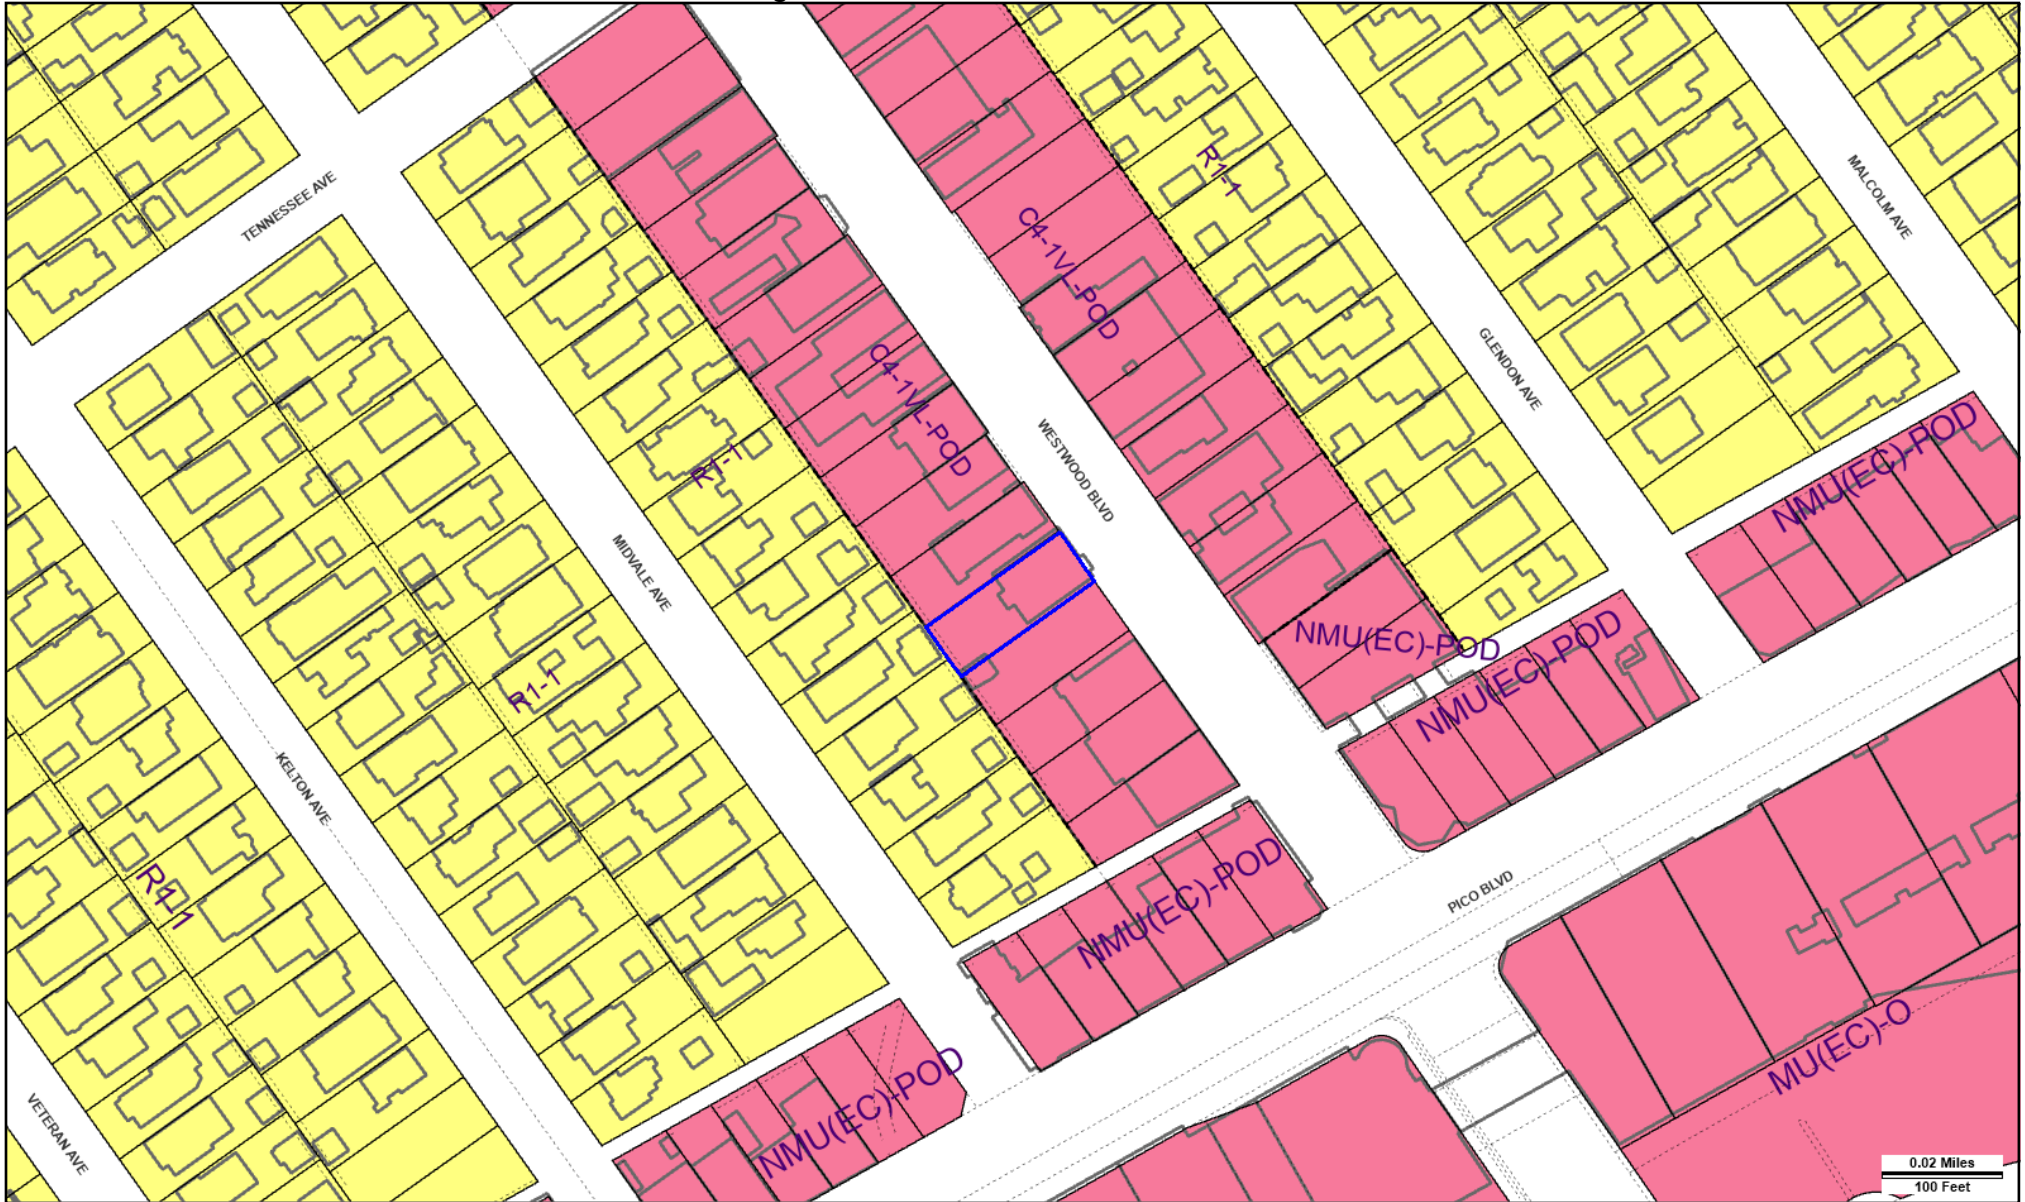 TENNESSEE AVE
R1-1
MALCOLM AVE
C4-1VL-POD
C4-1VL-POD
GLENDON AVE
WESTWOOD BLVD
NMU(EC)-POD
R1-1
MIDVALE AVE
NMU(EC)-POD
NMU(EC)-POD
R1-1
KELTON AVE
R1-1
PICO BLVD
NMU(EC)-POD
MU(EC)-O
NMU(EC)-POD
VETERAN AVE
0.02 Miles
100 Feet